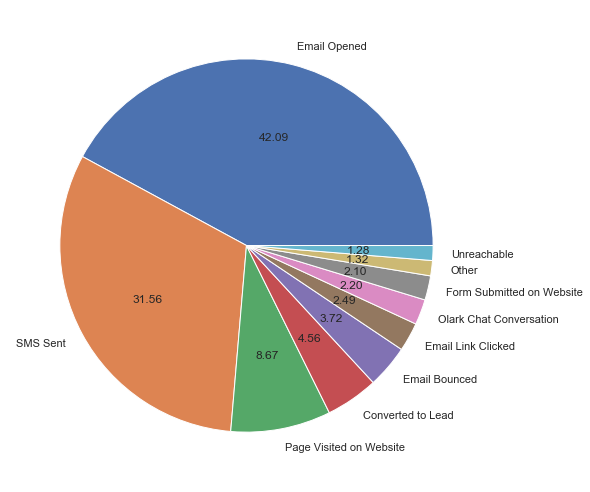 Email Opened
42.09
31.56
SMS Sent
8.67
Page Visited on Website
4.56
Converted to Lead
3.72
Email Bounced
2.49
Email Link Clicked
2.20
Olark Chat Conversation
2.10
Form Submitted on Website
1.32
Other
1.28
Unreachable